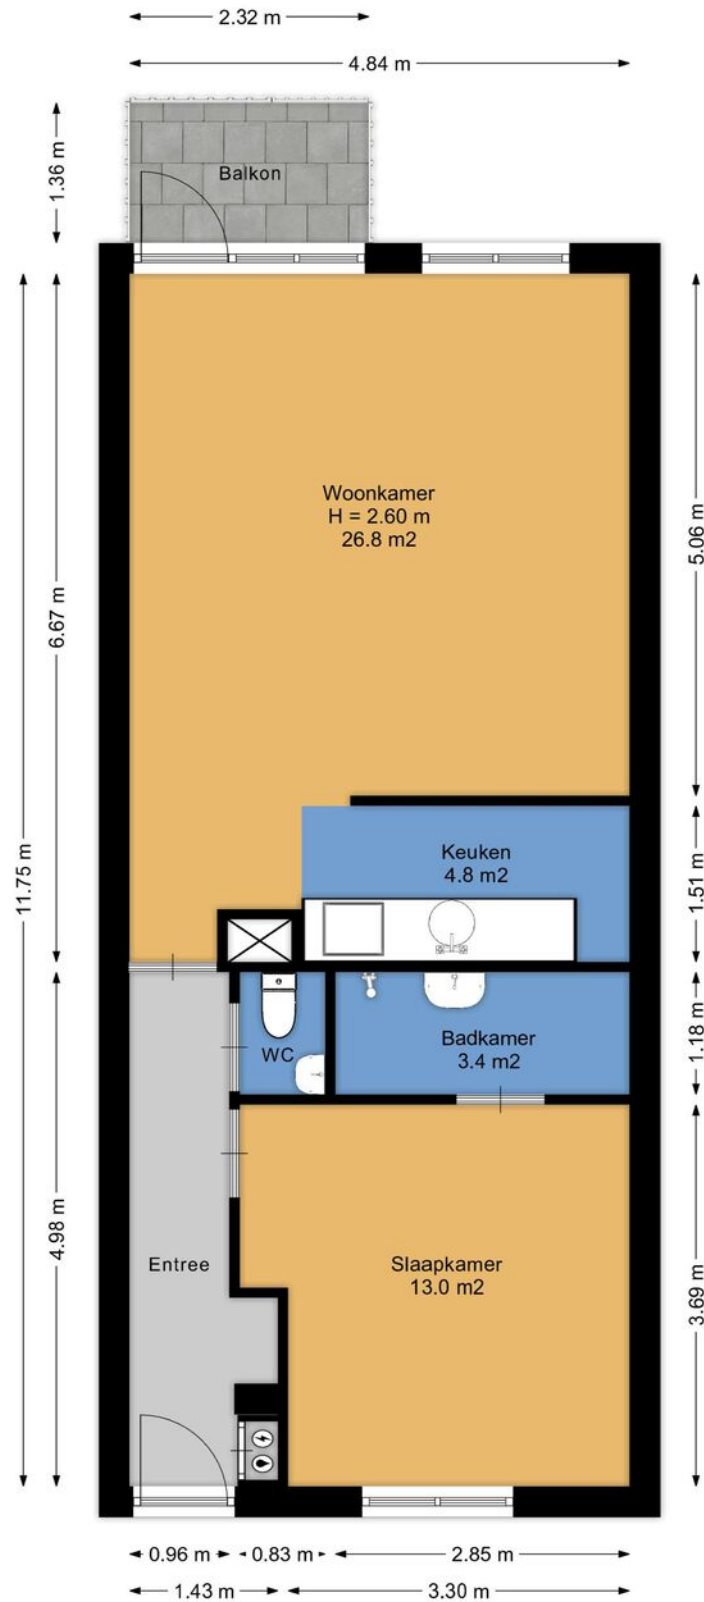 2.32 m
4.84 m
1.36 m
Balkon
Woonkamer
H = 2.60 m
26.8 m2
5.06 m
6.67 m
11.75 m
Keuken
4.8 m2
1.51 m
WC
Badkamer
3.4 m2
1.18 m
4.98 m
Entree
Slaapkamer
13.0 m2
3.69 m
0.96 m
0.83 m
2.85 m
1.43 m
3.30 m